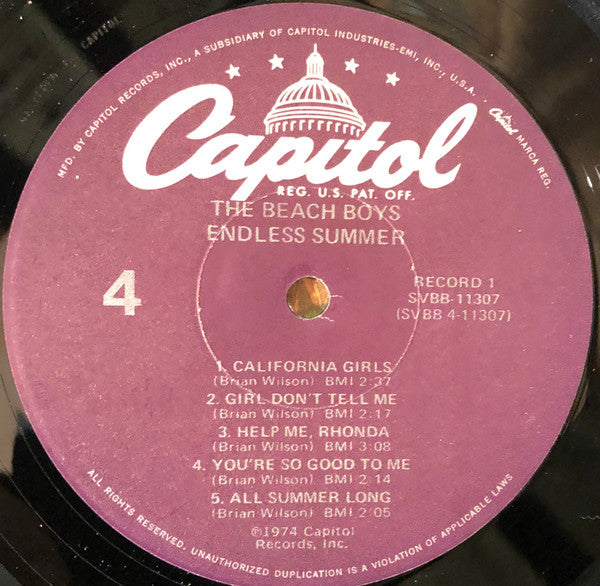 MFD. BY CAPITOL RECORDS, INC., A SUBSIDIARY OF CAPITOL INDUSTRIES-EMI, INC., U.S.A.
Capitol MARCA REG.
Capitol
REG. U.S. PAT. OFF.
THE BEACH BOYS
ENDLESS SUMMER
4
RECORD 1
SVBB-11307
(SVBB 4-11307)
1. CALIFORNIA GIRLS
(Brian Wilson) BMI 2:37
2. GIRL DON'T TELL ME
(Brian Wilson) BMI 2:17
3. HELP ME, RHONDA
(Brian Wilson) BMI 3:08
4. YOU'RE SO GOOD TO ME
(Brian Wilson) BMI 2:14
5. ALL SUMMER LONG
(Brian Wilson) BMI 2:05
©1974 Capitol
Records, Inc.
ALL RIGHTS RESERVED. UNAUTHORIZED DUPLICATION IS A VIOLATION OF APPLICABLE LAWS